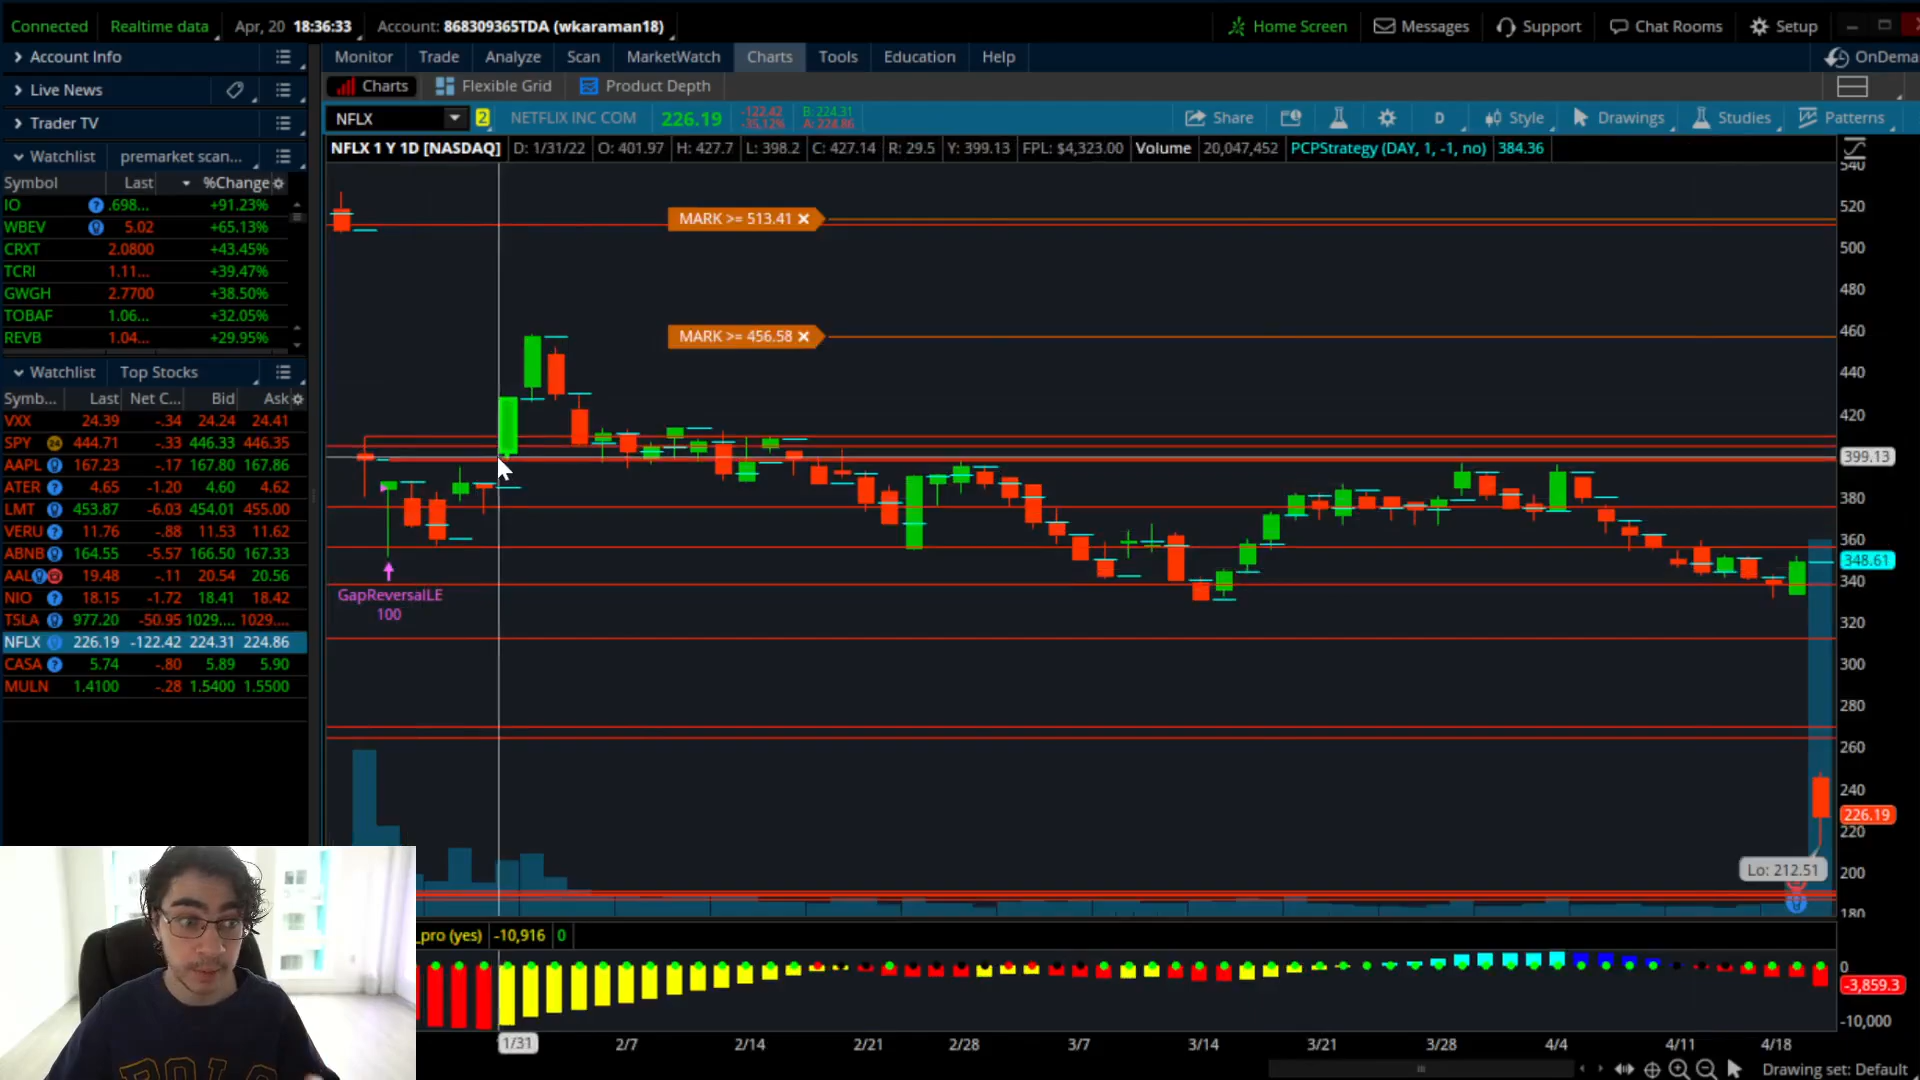 Connected Realtime data Apr, 20 18:36:33 Account: 868309365TDA (wkaraman18) Home Screen Messages Support Chat Rooms Setup
Account Info
Live News
Trader TV
Watchlist premarket scan...
Symbol Last %Change
IO .698... +91.23%
WBEV 5.02 +65.13%
CRXT 2.0800 +43.45%
TCRI 1.11... +39.47%
GWGH 2.7700 +38.50%
TOBAF 1.06... +32.05%
REVB 1.04... +29.95%
Watchlist Top Stocks
Symb... Last Net C... Bid Ask
VXX 24.39 -.34 24.24 24.41
SPY 24 444.71 -.33 446.33 446.35
AAPL 167.23 -.17 167.80 167.86
ATER 4.65 -1.20 4.60 4.62
LMT 453.87 -6.03 454.01 455.00
VERU 11.76 -.88 11.53 11.62
ABNB 164.55 -5.57 166.50 167.33
AAL 19.48 -.11 20.54 20.56
NIO 18.15 -1.72 18.41 18.42
TSLA 977.20 -50.95 1029.... 1029....
NFLX 226.19 -122.42 224.31 224.86
CASA 5.74 -.80 5.89 5.90
MULN 1.4100 -.28 1.5400 1.5500
Monitor Trade Analyze Scan MarketWatch Charts Tools Education Help OnDema
Charts Flexible Grid Product Depth
NFLX 2 NETFLIX INC COM 226.19 -122.42 -35.12% B: 224.31 A: 224.86 Share D Style Drawings Studies Patterns
NFLX 1 Y 1D [NASDAQ] D: 1/31/22 O: 401.97 H: 427.7 L: 398.2 C: 427.14 R: 29.5 Y: 399.13 FPL: $4,323.00 Volume 20,047,452 PCPStrategy (DAY, 1, -1, no) 384.36
MARK >= 513.41
MARK >= 456.58
GapReversalLE
100
Lo: 212.51
540
520
500
480
460
440
420
399.13
380
360
348.61
340
320
300
280
260
240
226.19
220
200
180
_pro (yes) -10,916 0
0
-3,859.3
-10,000
1/31 2/7 2/14 2/21 2/28 3/7 3/14 3/21 3/28 4/4 4/11 4/18
Drawing set: Default
POLO